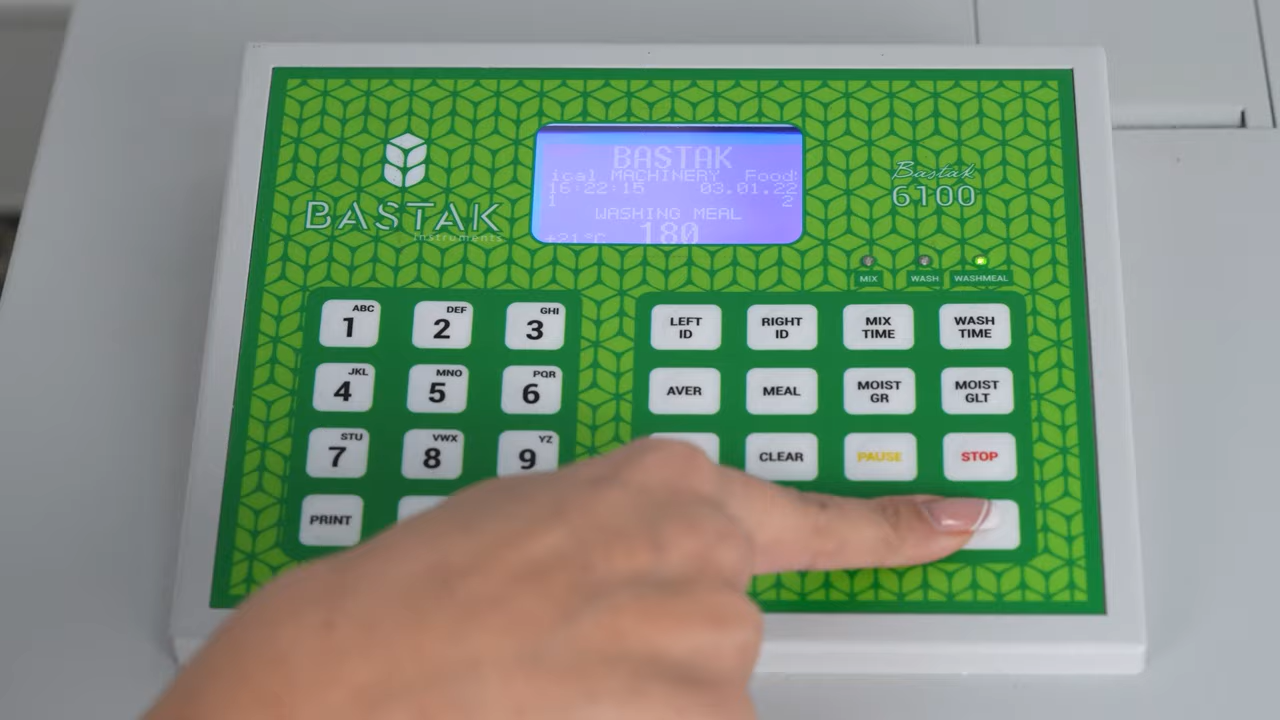 BASTAK
instruments
BASTAK
ical MACHINERY Food
16:22:15 03.01.22
1 2
WASHING MEAL
+21°C 180
Bastak
6100
MIX WASH WASHMEAL
ABC DEF GHI
1 2 3
JKL MNO PQR
4 5 6
STU VWX YZ
7 8 9
PRINT
LEFT ID
RIGHT ID
MIX TIME
WASH TIME
AVER
MEAL
MOIST GR
MOIST GLT
CLEAR
PAUSE
STOP